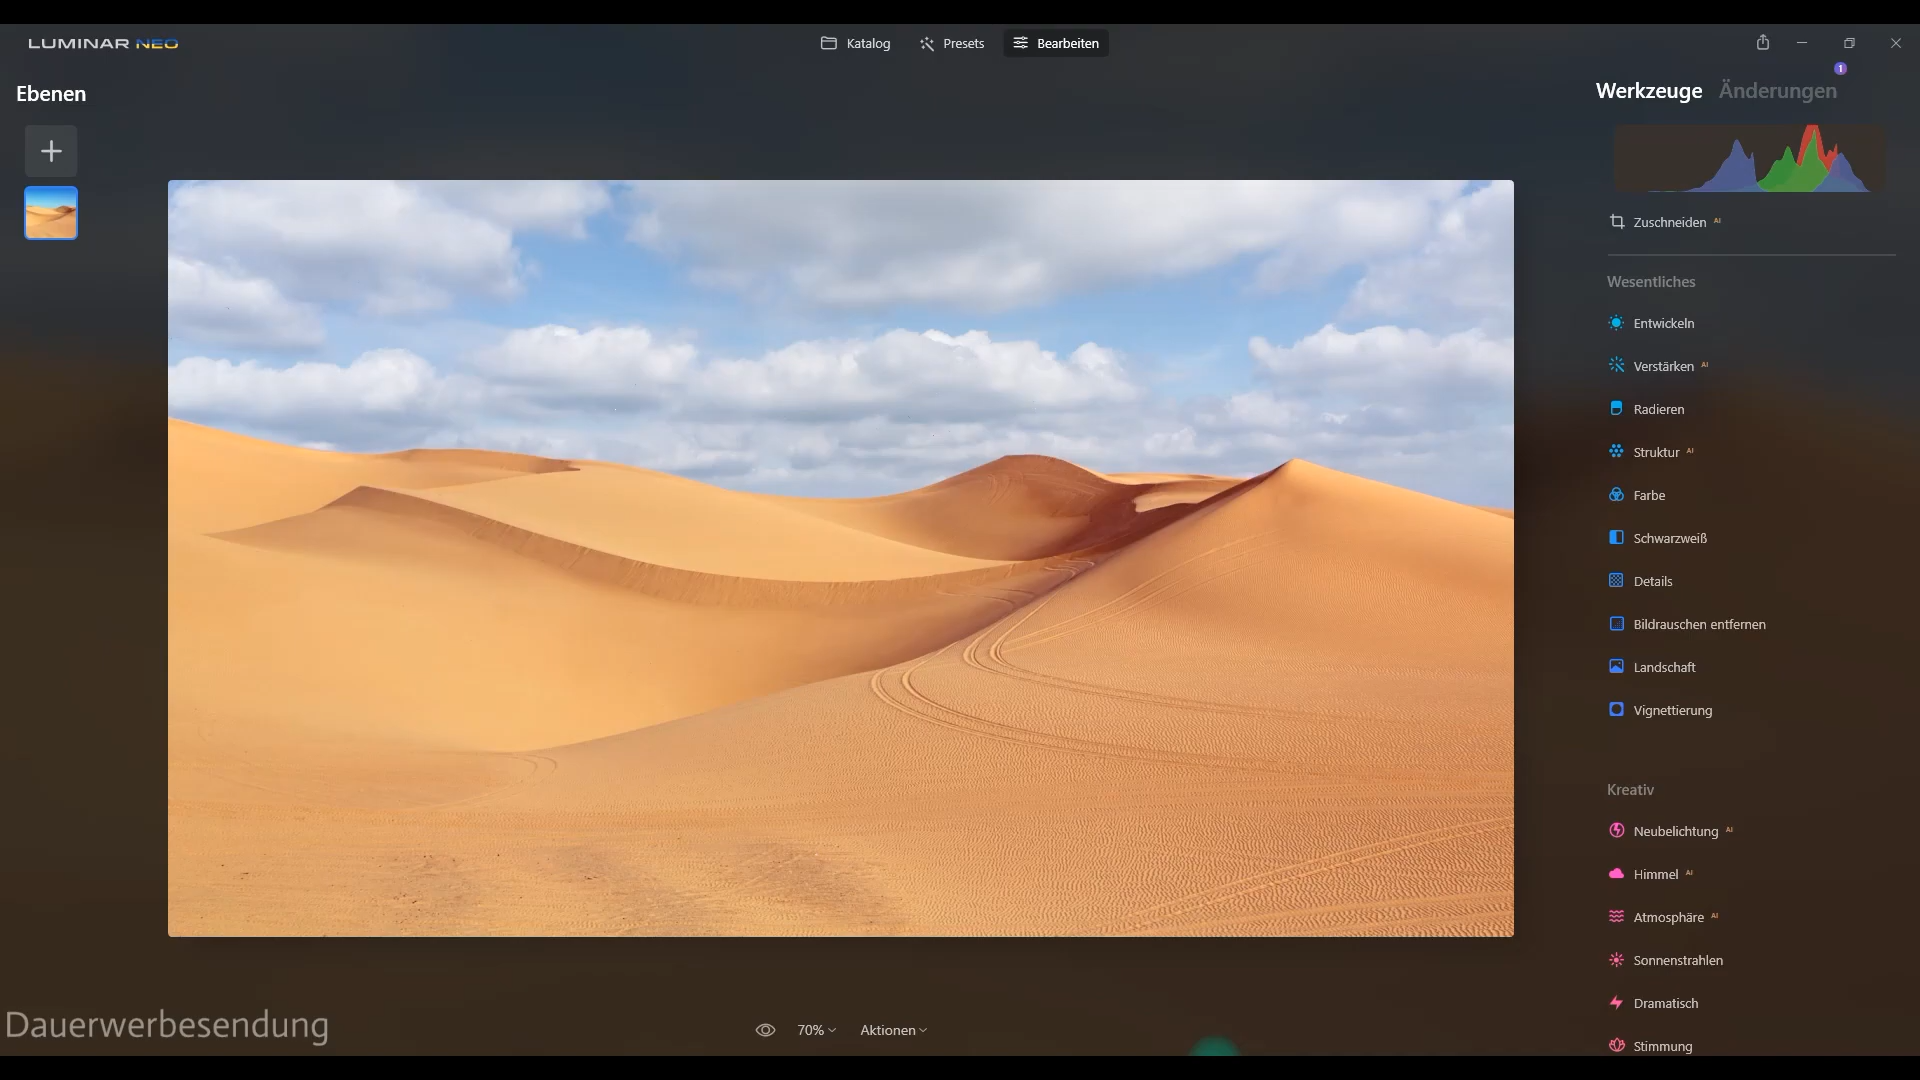 LUMINAR NEO
Katalog
Presets
Bearbeiten
1
Ebenen
Werkzeuge
Änderungen
Zuschneiden AI
Wesentliches
Entwickeln
Verstärken AI
Radieren
Struktur AI
Farbe
Schwarzweiß
Details
Bildrauschen entfernen
Landschaft
Vignettierung
Kreativ
Neubelichtung AI
Himmel AI
Atmosphäre AI
Sonnenstrahlen
Dramatisch
Stimmung
Dauerwerbesendung
70%
Aktionen